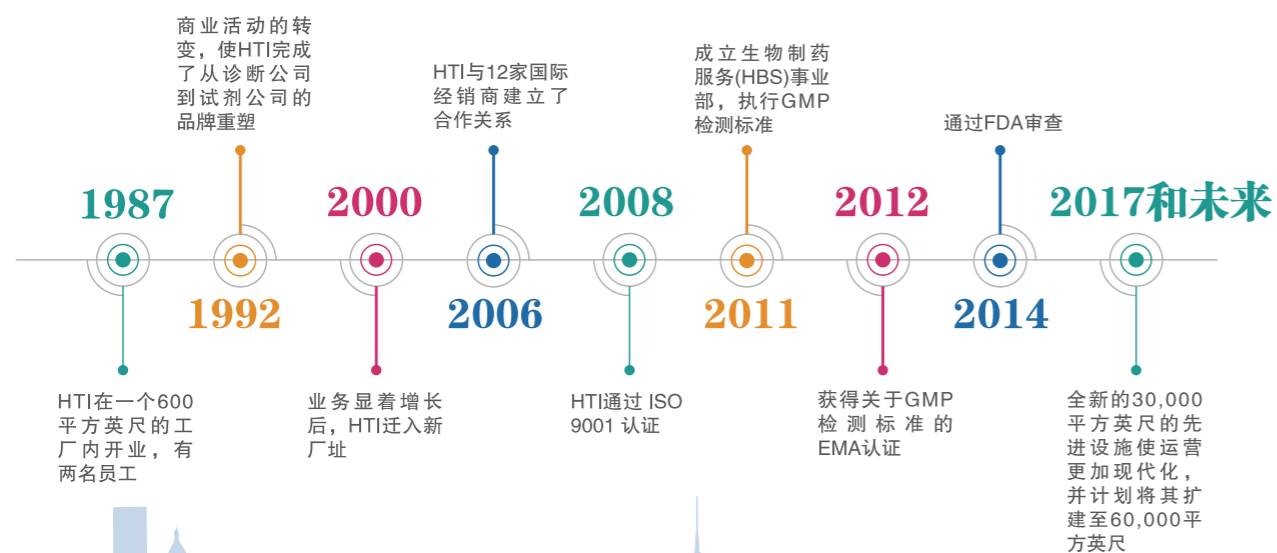 商业活动的转
变，使HTI完成
了从诊断公司
到试剂公司的
品牌重塑
HTI与12家国际
经销商建立了
合作关系
成立生物制药
服务(HBS)事业
部，执行GMP
检测标准
通过FDA审查
1987
2000
2008
2012
2017和未来
1992
2006
2011
2014
HTI在一个600
平方英尺的工
厂内开业，有
两名员工
业务显着增长
后，HTI迁入新
厂址
HTI通过 ISO
9001 认证
获得关于GMP
检测标准的
EMA认证
全新的30,000
平方英尺的先
进设施使运营
更加现代化，
并计划将其扩
建至60,000平
方英尺